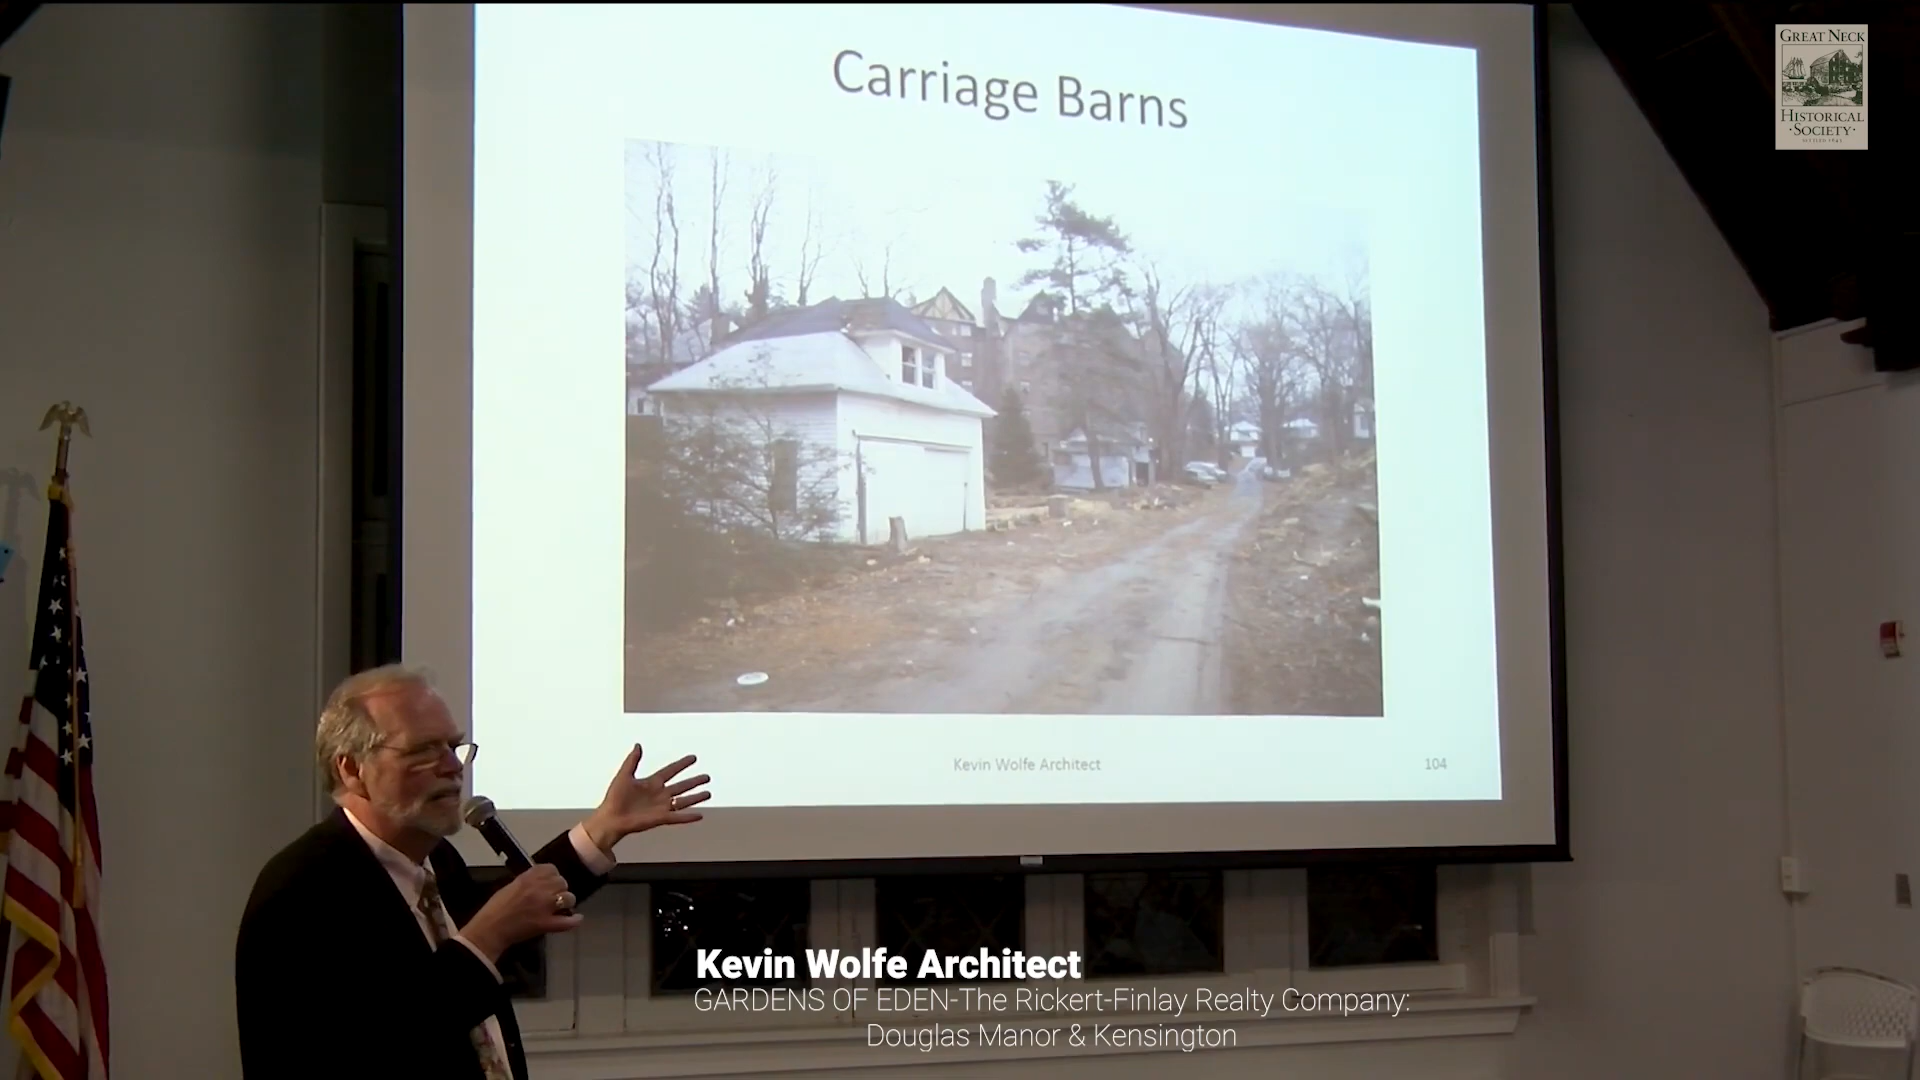 Carriage Barns
GREAT NECK
HISTORICAL
·SOCIETY·
Kevin Wolfe Architect
104
Kevin Wolfe Architect
GARDENS OF EDEN-The Rickert-Finlay Realty Company:
Douglas Manor & Kensington